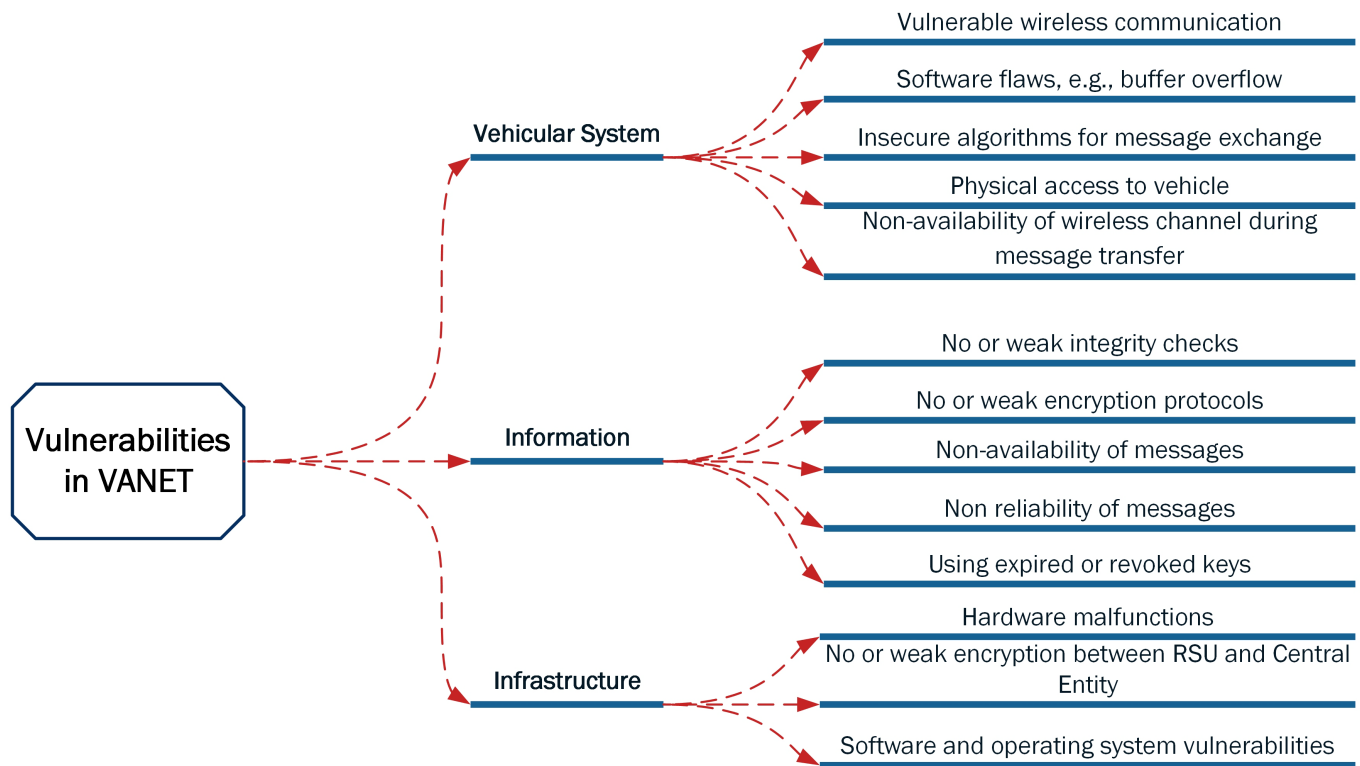 Vulnerabilities
in VANET
Vehicular System
Vulnerable wireless communication
Software flaws, e.g., buffer overflow
Insecure algorithms for message exchange
Physical access to vehicle
Non-availability of wireless channel during
message transfer
Information
No or weak integrity checks
No or weak encryption protocols
Non-availability of messages
Non reliability of messages
Using expired or revoked keys
Infrastructure
Hardware malfunctions
No or weak encryption between RSU and Central
Entity
Software and operating system vulnerabilities